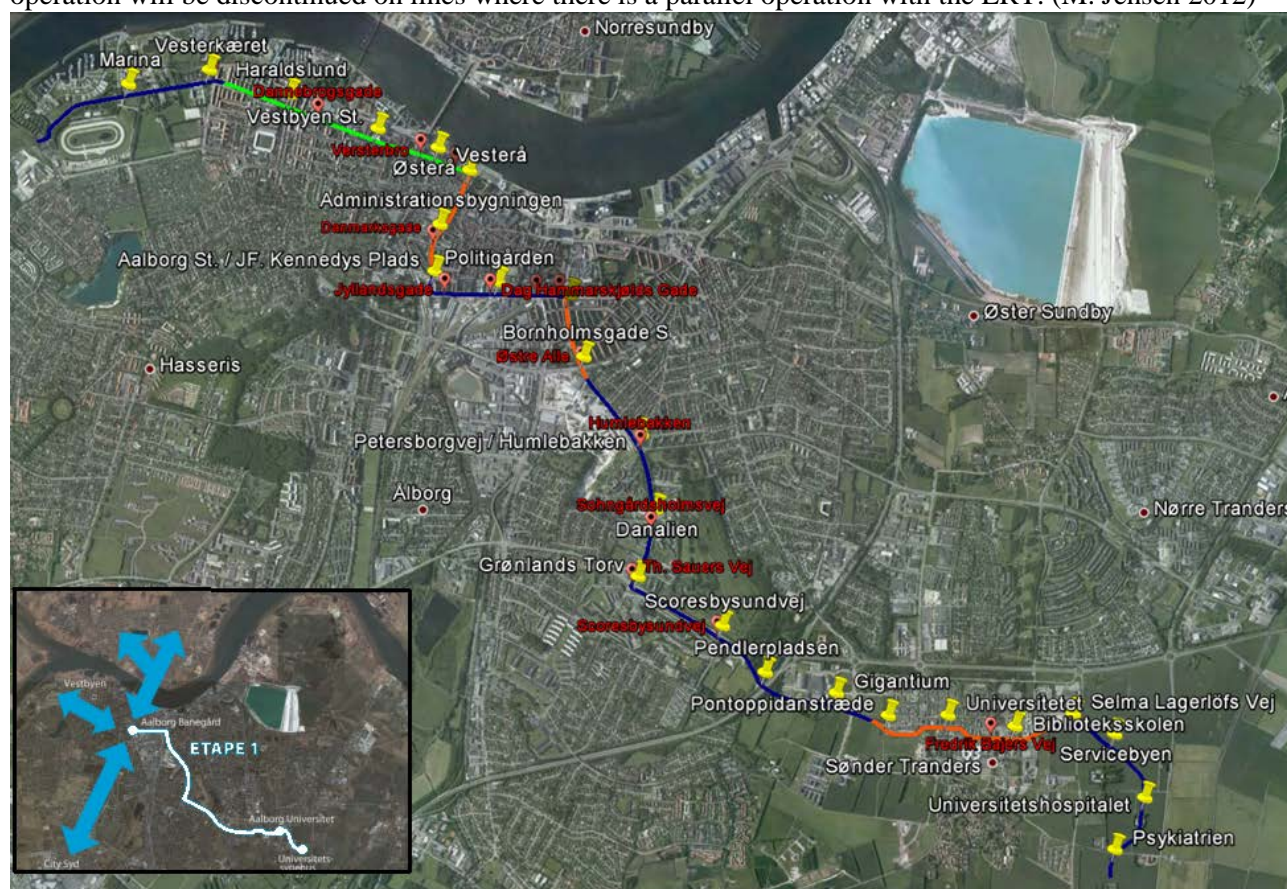 operation will be discontinued on lines where there is a parallel operation with the LRT. (M. Jensen 2012)
Norresundby
Vesterkæret
Marina
Haraldslund
Dannebrogsgade
Vestbyen St.
Versterbro
Vesterå
Østerå
Administrationsbygningen
Danmarksgade
Aalborg St. / JF. Kennedys Plads
Politigården
Jyllandsgade
Dag Hammarskjølds Gade
Øster Sundby
Bornholmsgade S
Østre Alle
Hasseris
Humlebakken
Petersborgvej / Humlebakken
Ålborg
Sohngårdsholmsvej
Nørre Tranders
Danalien
Grønlands Torv
Th. Sauers Vej
Scoresbysundvej
Scoresbysundvej
Pendlerpladsen
Gigantium
Pontoppidanstræde
Universitetet
Selma Lagerlöfs Vej
Biblioteksskolen
Fredrik Bajers Vej
Servicebyen
Sønder Tranders
Universitetshospitalet
Psykiatrien
Vestbyen
Aalborg Banegård
ETAPE 1
Aalborg Universitet
Universitets-
City Syd